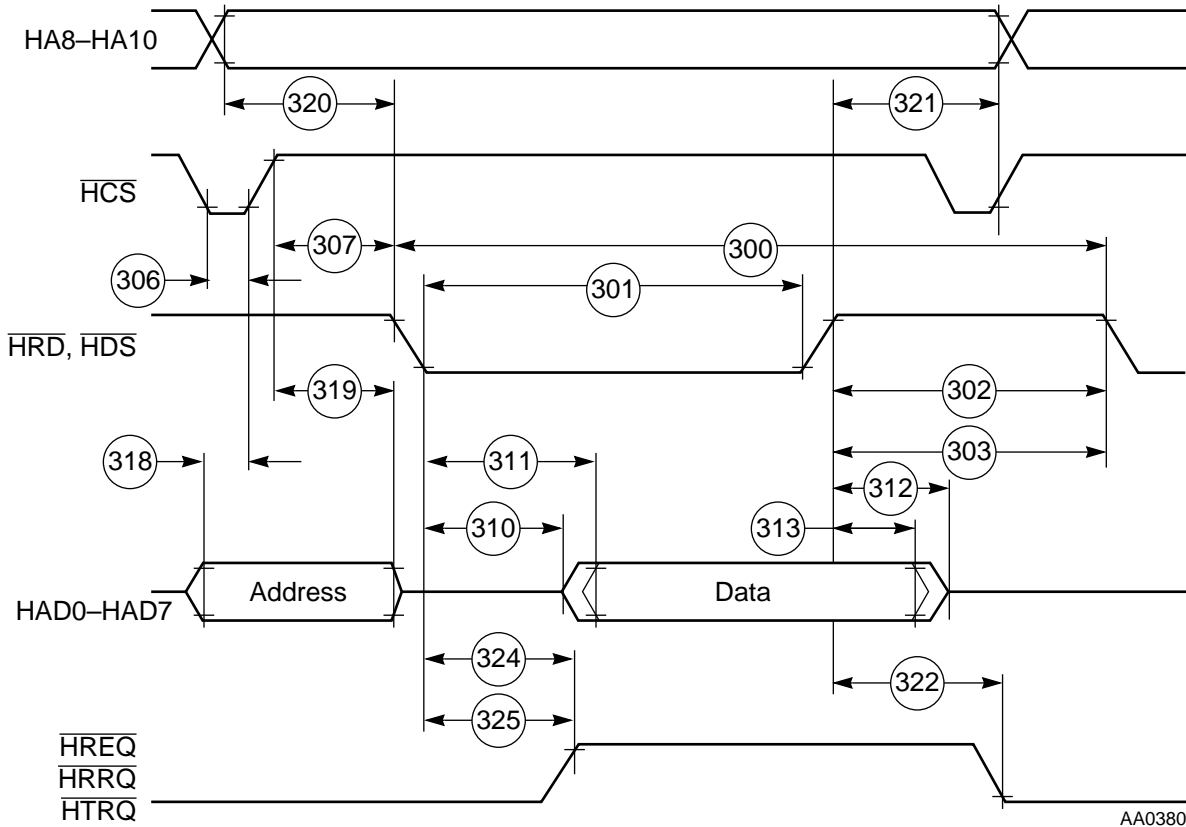 HA8–HA10
320
321
HCS
307
300
306
301
HRD, HDS
319
302
318
311
303
312
310
313
Address
Data
HAD0–HAD7
324
322
325
HREQ
HRRQ
HTRQ
AA0380